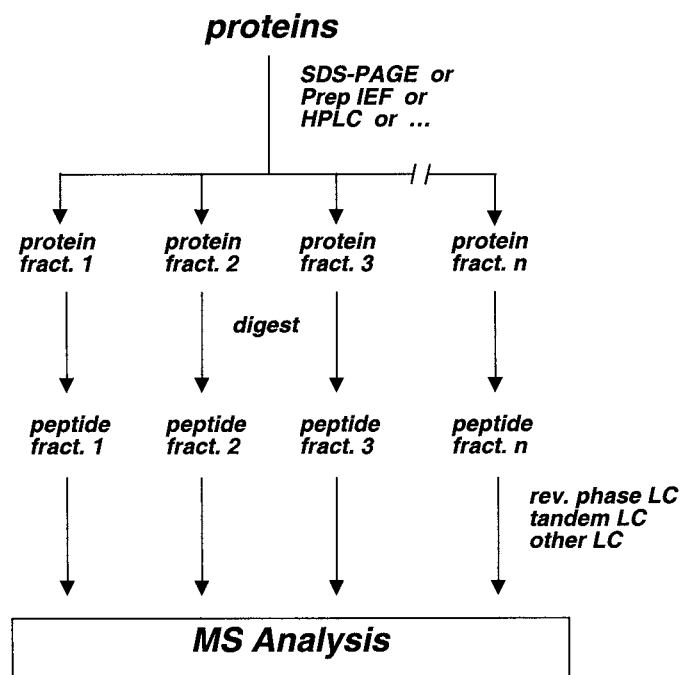 proteins
SDS-PAGE or
Prep IEF or
HPLC or ...
protein
fract. 1
protein
fract. 2
protein
fract. 3
protein
fract. n
digest
peptide
fract. 1
peptide
fract. 2
peptide
fract. 3
peptide
fract. n
rev. phase LC
tandem LC
other LC
MS Analysis